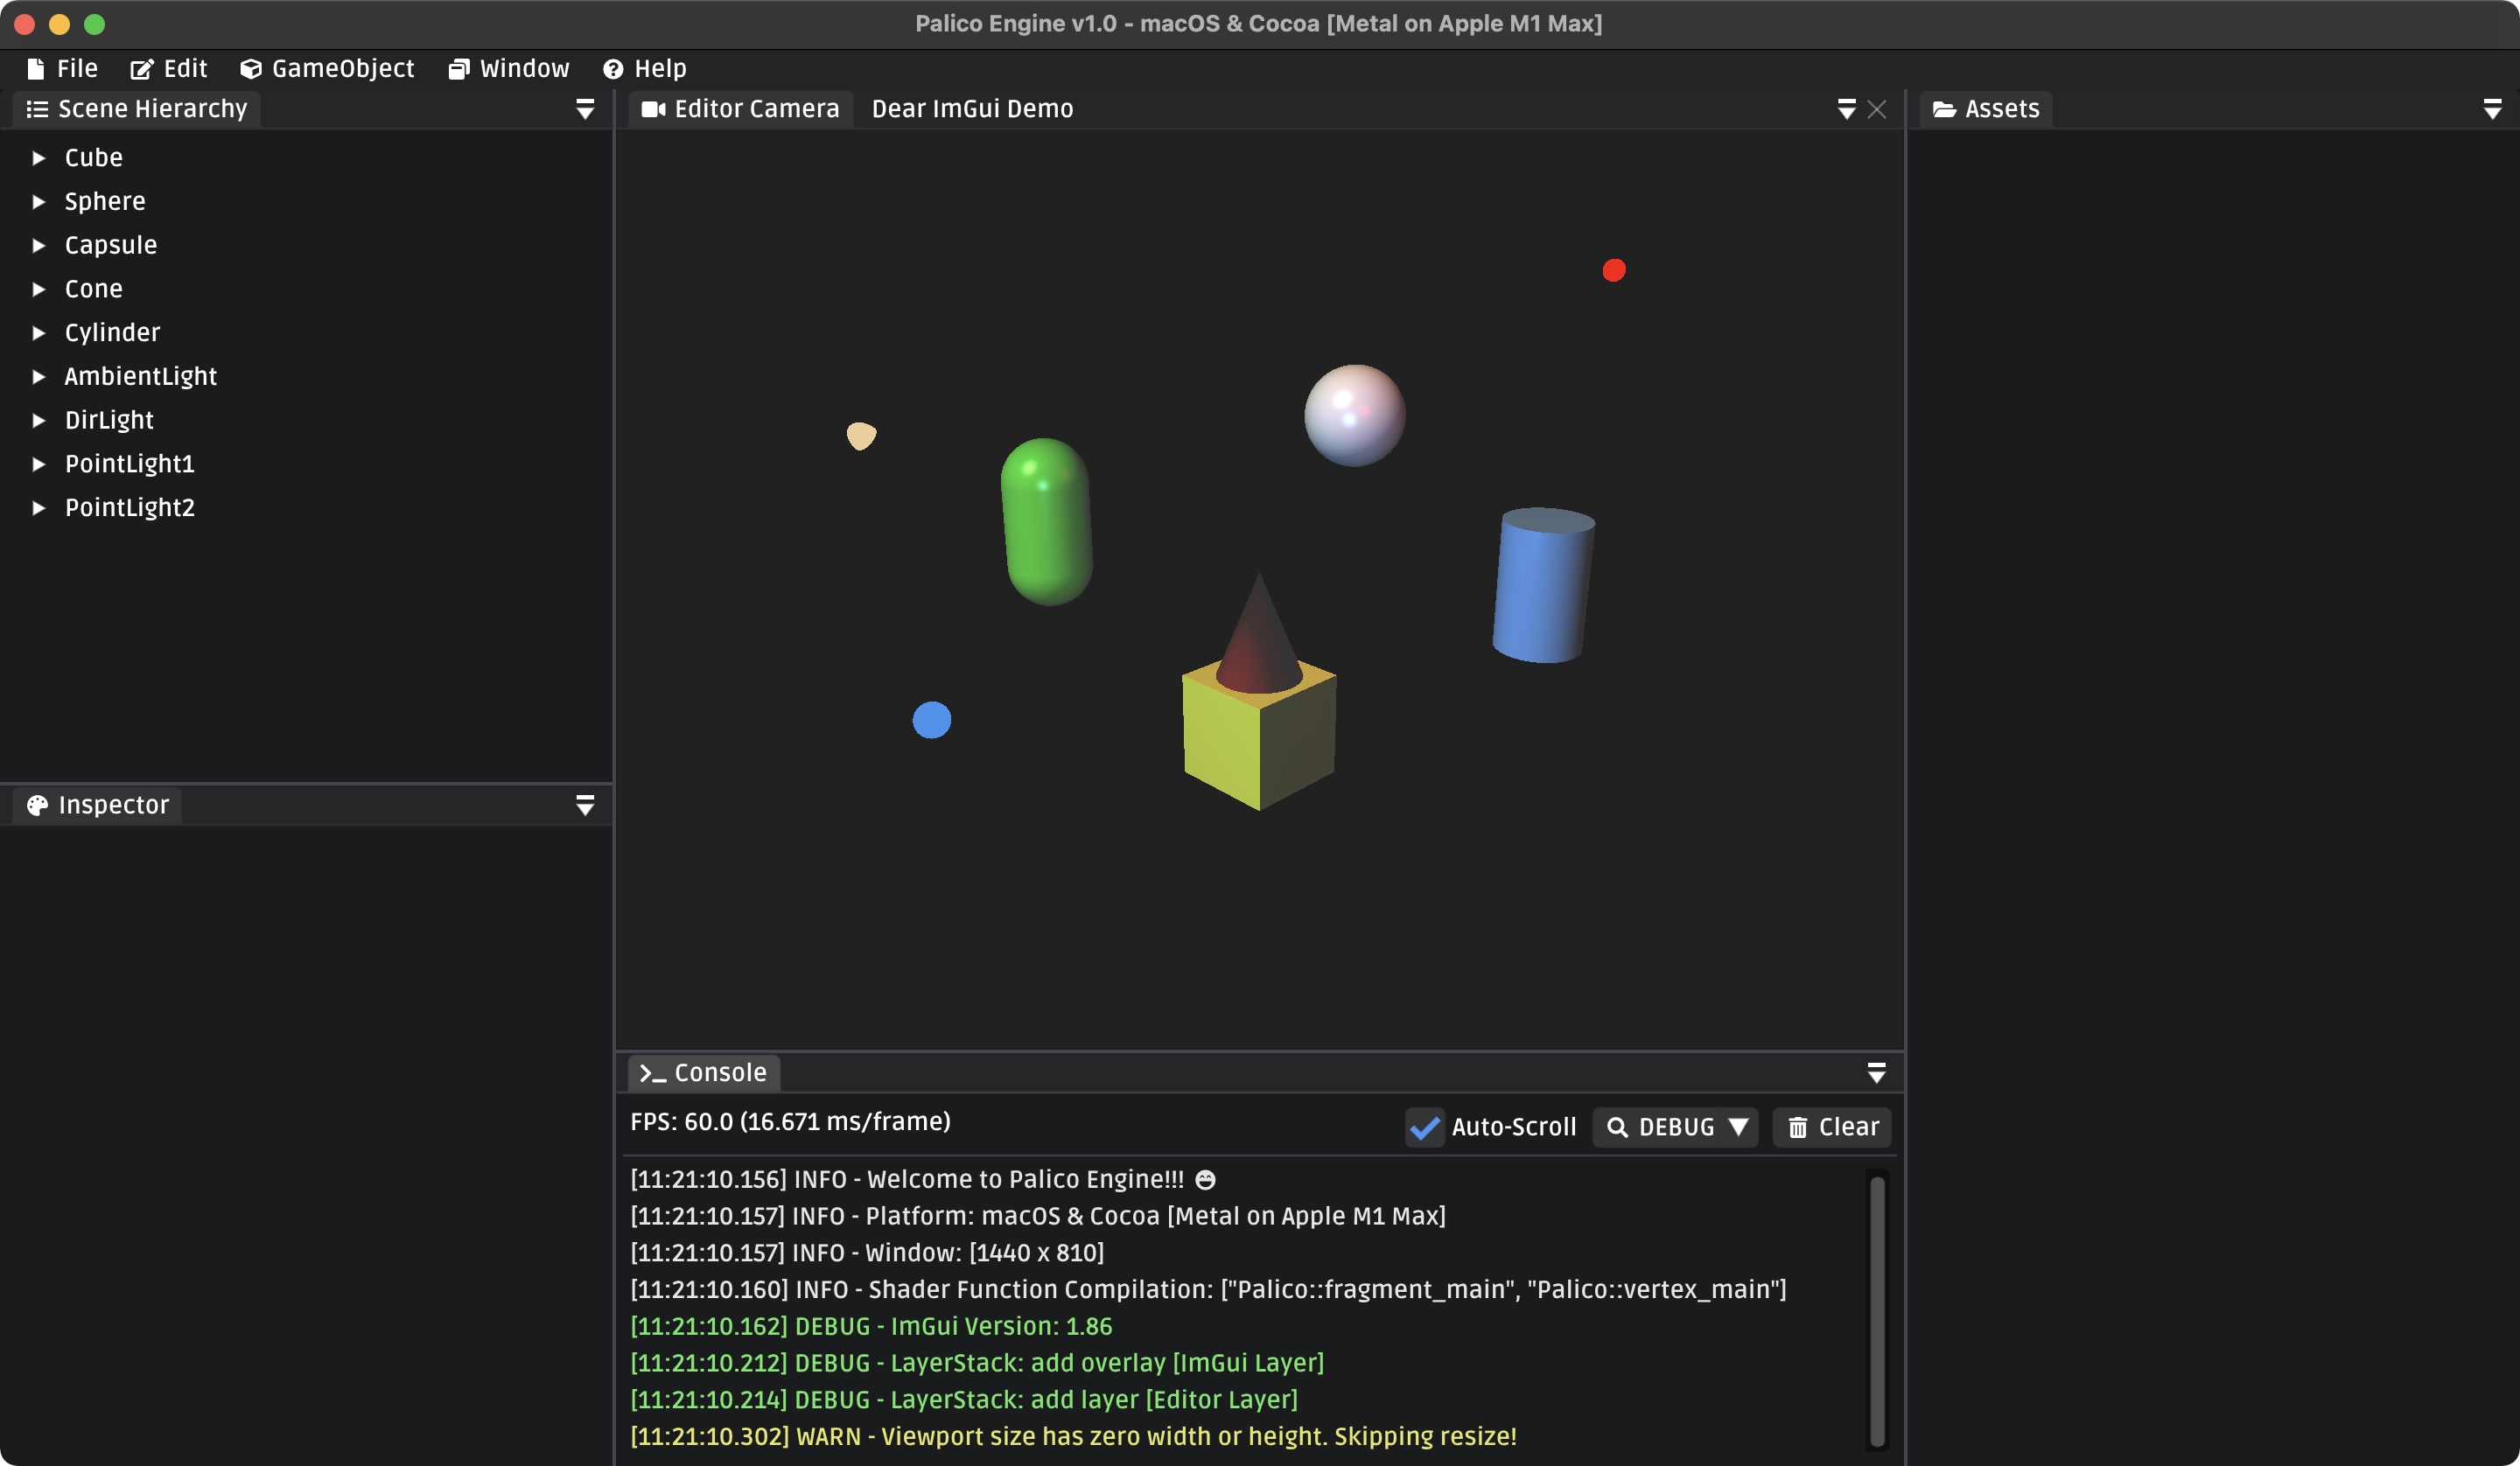 Palico Engine v1.0 - macOS & Cocoa [Metal on Apple M1 Max]
File Edit GameObject Window Help
Scene Hierarchy
Cube
Sphere
Capsule
Cone
Cylinder
AmbientLight
DirLight
PointLight1
PointLight2
Inspector
Editor Camera Dear ImGui Demo
Console
FPS: 60.0 (16.671 ms/frame) Auto-Scroll DEBUG Clear
[11:21:10.156] INFO - Welcome to Palico Engine!!! 😄
[11:21:10.157] INFO - Platform: macOS & Cocoa [Metal on Apple M1 Max]
[11:21:10.157] INFO - Window: [1440 x 810]
[11:21:10.160] INFO - Shader Function Compilation: ["Palico::fragment_main", "Palico::vertex_main"]
[11:21:10.162] DEBUG - ImGui Version: 1.86
[11:21:10.212] DEBUG - LayerStack: add overlay [ImGui Layer]
[11:21:10.214] DEBUG - LayerStack: add layer [Editor Layer]
[11:21:10.302] WARN - Viewport size has zero width or height. Skipping resize!
Assets